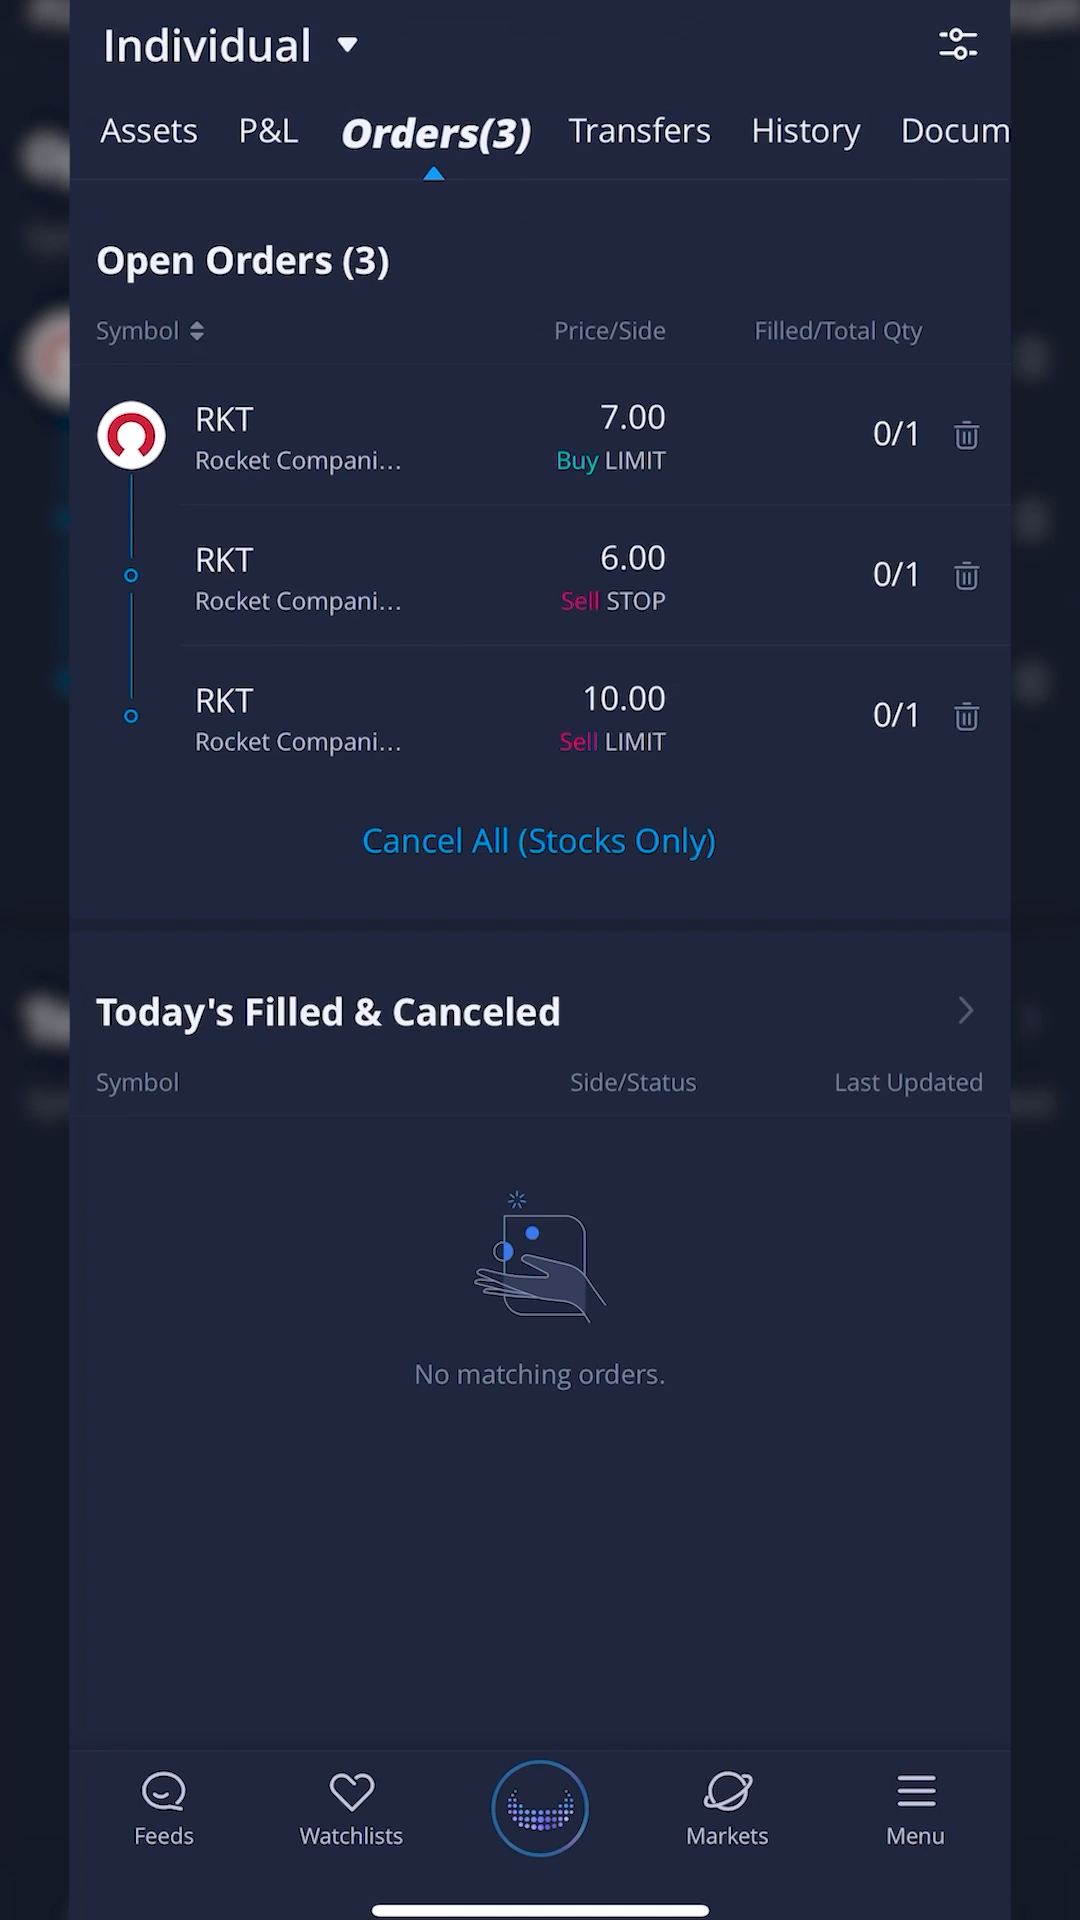 Individual
Assets P&L Orders(3) Transfers History Docum
Open Orders (3)
Symbol Price/Side Filled/Total Qty
RKT 7.00 0/1
Rocket Compani... Buy LIMIT
RKT 6.00 0/1
Rocket Compani... Sell STOP
RKT 10.00 0/1
Rocket Compani... Sell LIMIT
Cancel All (Stocks Only)
Today's Filled & Canceled
Symbol Side/Status Last Updated
No matching orders.
Feeds Watchlists Markets Menu